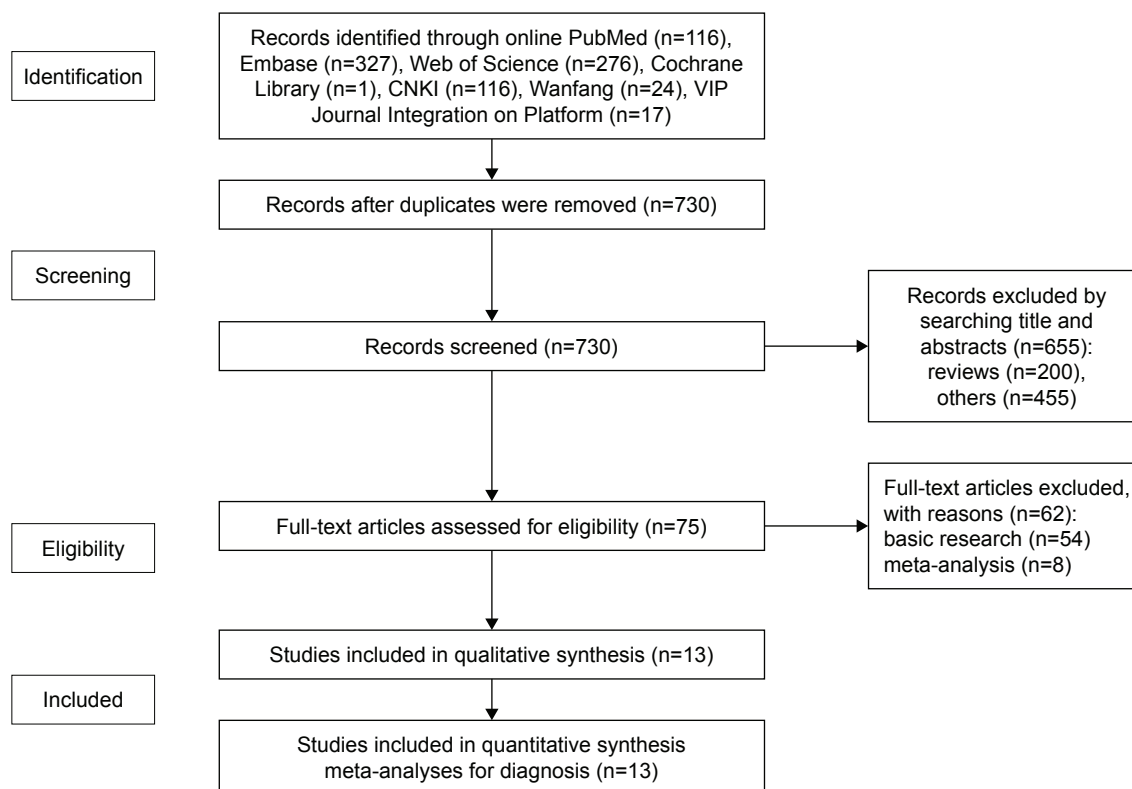 Identification
Records identified through online PubMed (n=116),
Embase (n=327), Web of Science (n=276), Cochrane
Library (n=1), CNKI (n=116), Wanfang (n=24), VIP
Journal Integration on Platform (n=17)
Records after duplicates were removed (n=730)
Screening
Records screened (n=730)
Records excluded by
searching title and
abstracts (n=655):
reviews (n=200),
others (n=455)
Eligibility
Full-text articles assessed for eligibility (n=75)
Full-text articles excluded,
with reasons (n=62):
basic research (n=54)
meta-analysis (n=8)
Included
Studies included in qualitative synthesis (n=13)
Studies included in quantitative synthesis
meta-analyses for diagnosis (n=13)